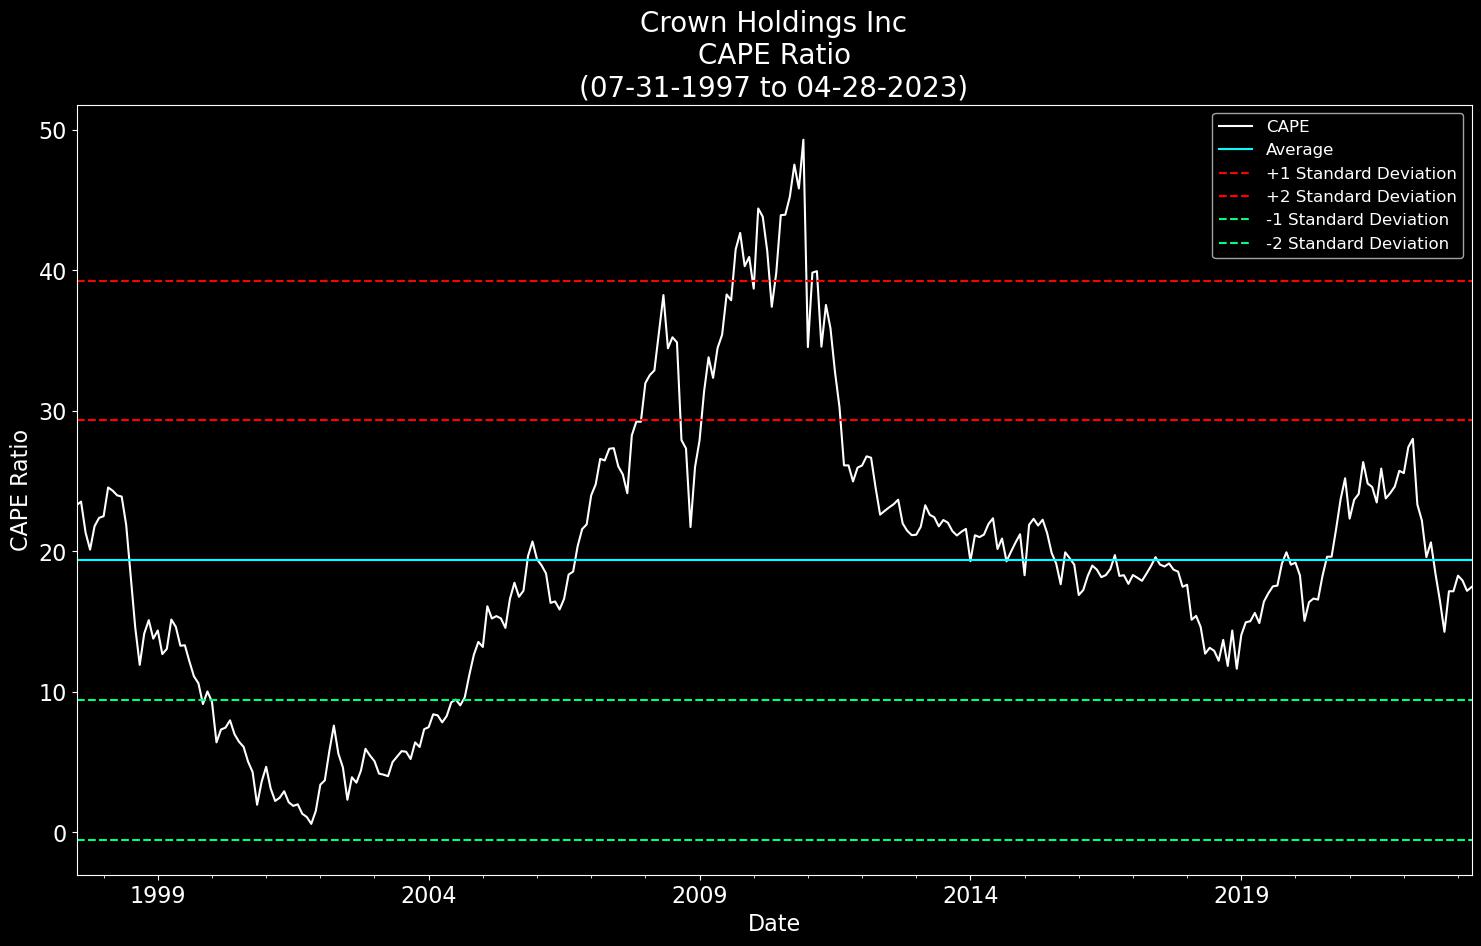 Crown Holdings Inc
CAPE Ratio
(07-31-1997 to 04-28-2023)
CAPE
Average
+1 Standard Deviation
+2 Standard Deviation
-1 Standard Deviation
-2 Standard Deviation
50
40
30
20
10
0
CAPE Ratio
1999 2004 2009 2014 2019
Date